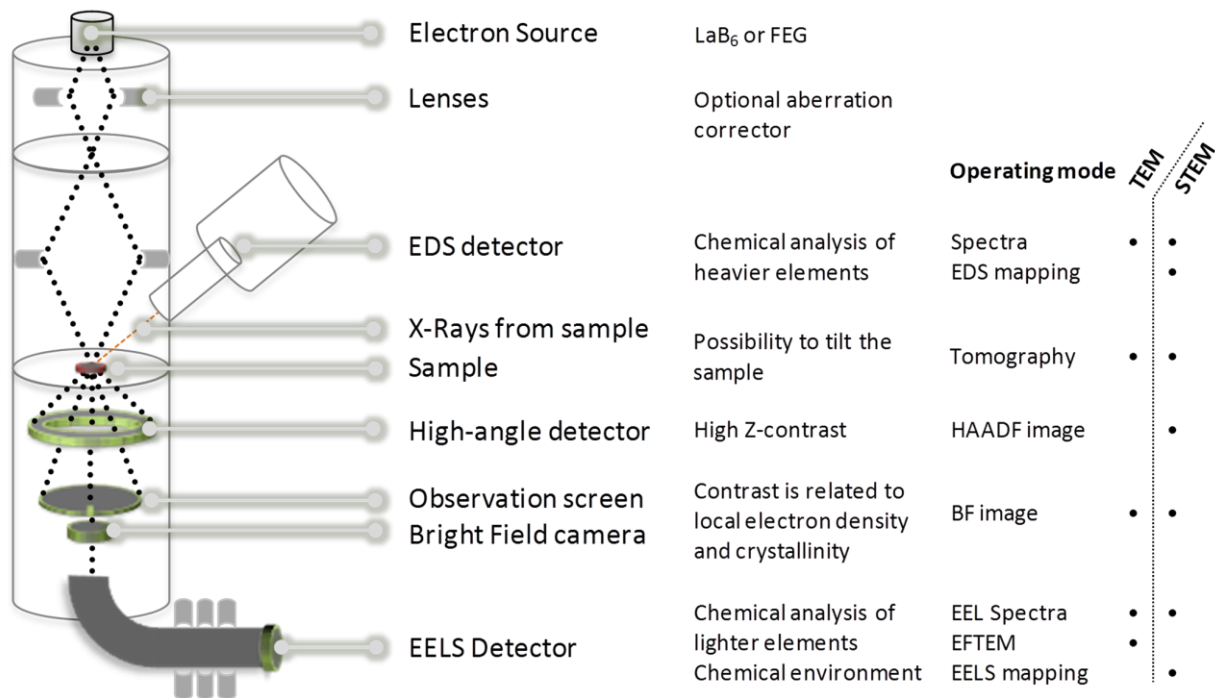 Electron Source LaB₆ or FEG
Lenses Optional aberration
corrector
Operating mode TEM STEM
EDS detector Chemical analysis of Spectra • •
heavier elements EDS mapping •
X-Rays from sample
Possibility to tilt the
Sample sample Tomography • •
High-angle detector High Z-contrast HAADF image •
Observation screen Contrast is related to
local electron density BF image • •
Bright Field camera and crystallinity
Chemical analysis of EEL Spectra • •
EELS Detector lighter elements EFTEM •
Chemical environment EELS mapping •